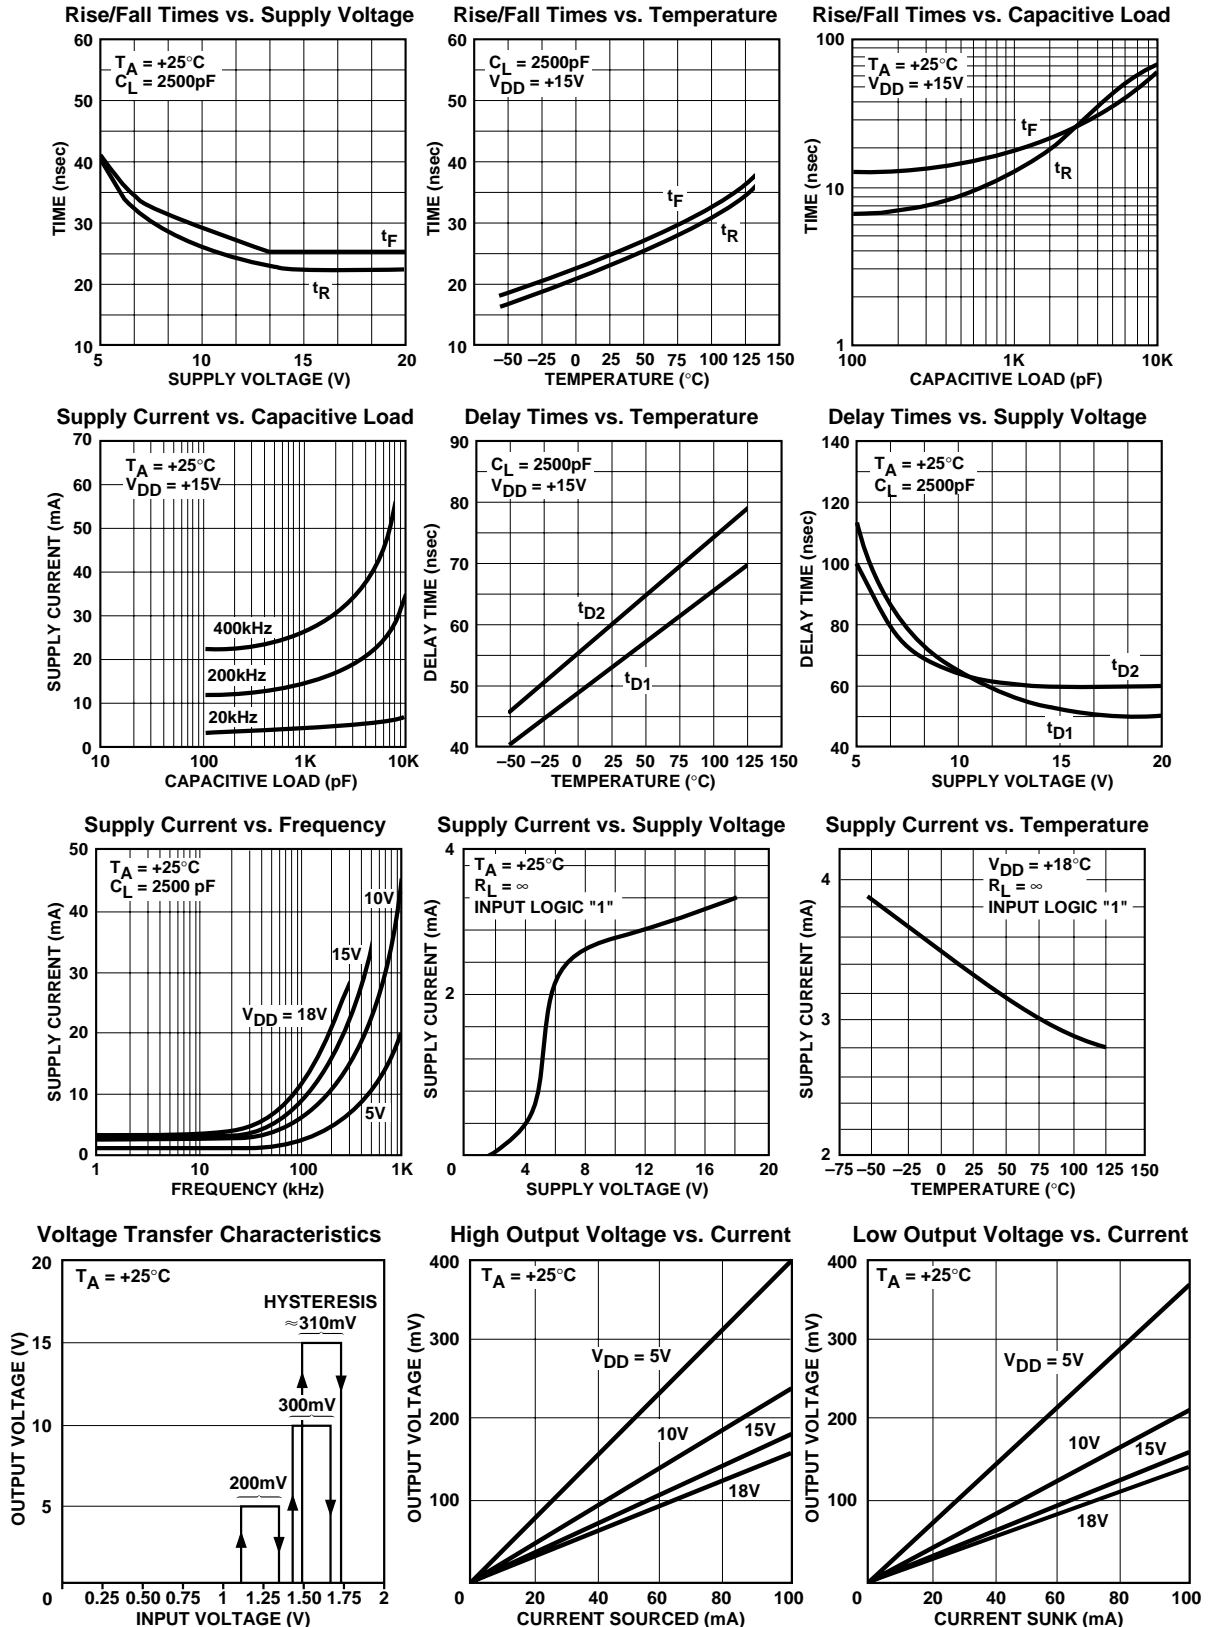 Rise/Fall Times vs. Supply Voltage
TA = +25°C
CL = 2500pF
TIME (nsec)
60
50
40
30
20
10
tF
tR
5 10 15 20
SUPPLY VOLTAGE (V)
Rise/Fall Times vs. Temperature
CL = 2500pF
VDD = +15V
TIME (nsec)
60
50
40
30
20
10
tF
tR
–50 –25 0 25 50 75 100 125 150
TEMPERATURE (°C)
Rise/Fall Times vs. Capacitive Load
TA = +25°C
VDD = +15V
TIME (nsec)
100
10
1
tF
tR
100 1K 10K
CAPACITIVE LOAD (pF)
Supply Current vs. Capacitive Load
TA = +25°C
VDD = +15V
SUPPLY CURRENT (mA)
70
60
50
40
30
20
10
0
400kHz
200kHz
20kHz
10 100 1K 10K
CAPACITIVE LOAD (pF)
Delay Times vs. Temperature
CL = 2500pF
VDD = +15V
DELAY TIME (nsec)
90
80
70
60
50
40
tD2
tD1
–50 –25 0 25 50 75 100 125 150
TEMPERATURE (°C)
Delay Times vs. Supply Voltage
TA = +25°C
CL = 2500pF
DELAY TIME (nsec)
140
120
100
80
60
40
tD2
tD1
5 10 15 20
SUPPLY VOLTAGE (V)
Supply Current vs. Frequency
TA = +25°C
CL = 2500 pF
SUPPLY CURRENT (mA)
50
40
30
20
10
0
10V
15V
VDD = 18V
5V
1 10 100 1K
FREQUENCY (kHz)
Supply Current vs. Supply Voltage
TA = +25°C
RL = ∞
INPUT LOGIC "1"
SUPPLY CURRENT (mA)
4
2
0 4 8 12 16 20
SUPPLY VOLTAGE (V)
Supply Current vs. Temperature
VDD = +18°C
RL = ∞
INPUT LOGIC "1"
SUPPLY CURRENT (mA)
4
3
2
–75 –50 –25 0 25 50 75 100 125 150
TEMPERATURE (°C)
Voltage Transfer Characteristics
TA = +25°C
OUTPUT VOLTAGE (V)
20
15
10
5
HYSTERESIS
≈310mV
300mV
200mV
0 0.25 0.50 0.75 1 1.25 1.50 1.75 2
INPUT VOLTAGE (V)
High Output Voltage vs. Current
TA = +25°C
OUTPUT VOLTAGE (mV)
400
300
200
100
VDD = 5V
10V
15V
18V
0 20 40 60 80 100
CURRENT SOURCED (mA)
Low Output Voltage vs. Current
TA = +25°C
OUTPUT VOLTAGE (mV)
400
300
200
100
VDD = 5V
10V
15V
18V
0 20 40 60 80 100
CURRENT SUNK (mA)